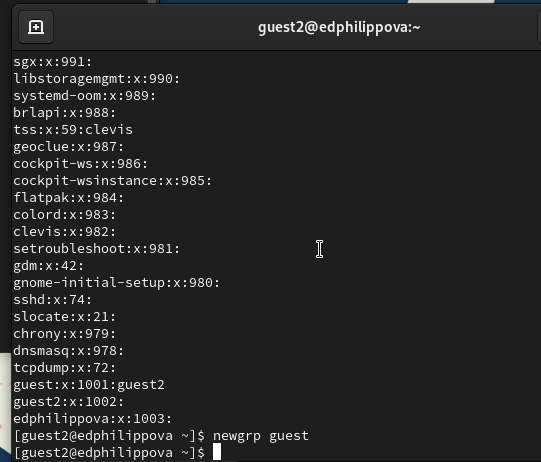 guest2@edphilippova:~
sgx:x:991:
libstoragemgmt:x:990:
systemd-oom:x:989:
brlapi:x:988:
tss:x:59:clevis
geoclue:x:987:
cockpit-ws:x:986:
cockpit-wsinstance:x:985:
flatpak:x:984:
colord:x:983:
clevis:x:982:
setroubleshoot:x:981:
gdm:x:42:
gnome-initial-setup:x:980:
sshd:x:74:
slocate:x:21:
chrony:x:979:
dnsmasq:x:978:
tcpdump:x:72:
guest:x:1001:guest2
guest2:x:1002:
edphilippova:x:1003:
[guest2@edphilippova ~]$ newgrp guest
[guest2@edphilippova ~]$